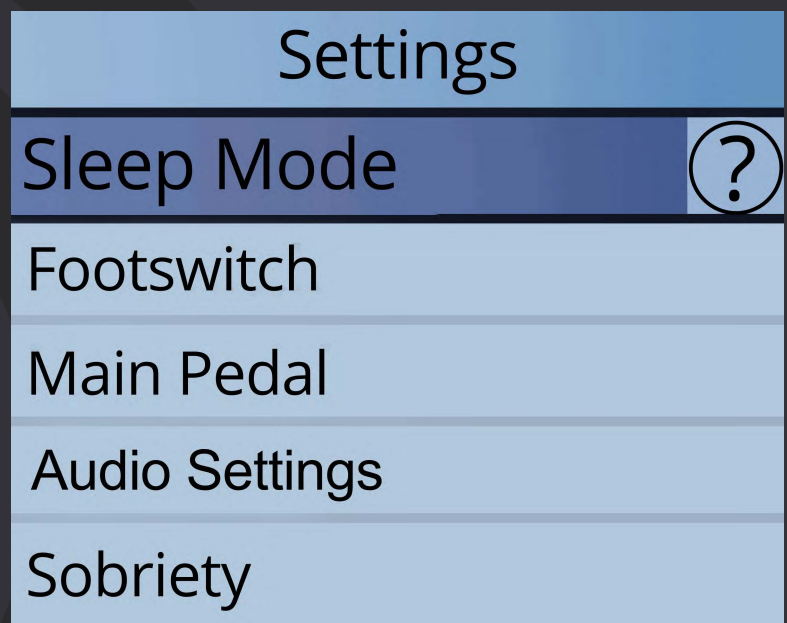 Settings
Sleep Mode ?
Footswitch
Main Pedal
Audio Settings
Sobriety